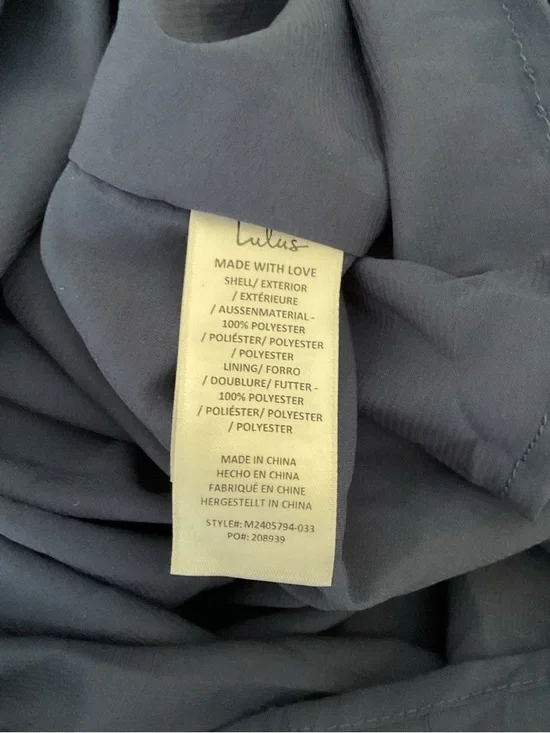 Lulus
MADE WITH LOVE
SHELL/ EXTERIOR
/ EXTÉRIEURE
/ AUSSENMATERIAL -
100% POLYESTER
/ POLIÉSTER/ POLYESTER
/ POLYESTER
LINING/ FORRO
/ DOUBLURE/ FUTTER -
100% POLYESTER
/ POLIÉSTER/ POLYESTER
/ POLYESTER
MADE IN CHINA
HECHO EN CHINA
FABRIQUÉ EN CHINE
HERGESTELLT IN CHINA
STYLE#: M2405794-033
PO#: 208939